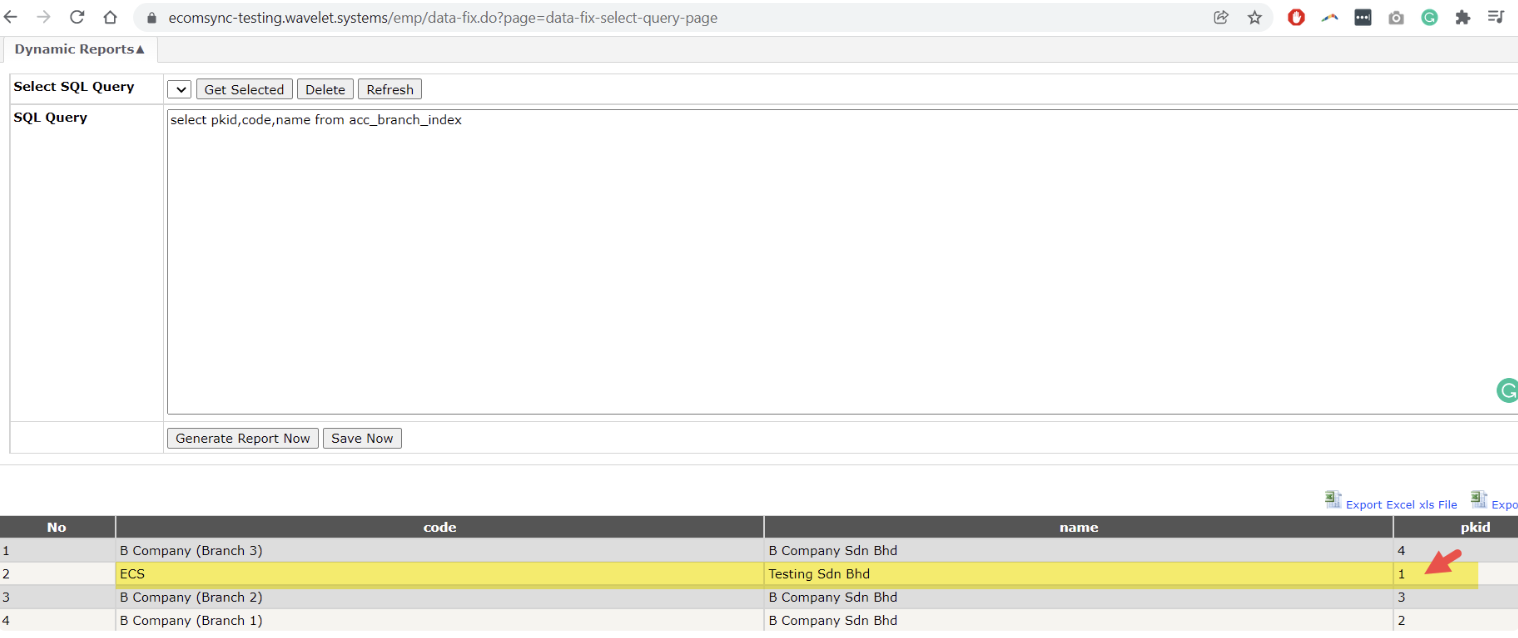 ecomsync-testing.wavelet.systems/emp/data-fix.do?page=data-fix-select-query-page
Dynamic Reports▲
Select SQL Query Get Selected Delete Refresh
SQL Query select pkid,code,name from acc_branch_index
Generate Report Now Save Now
Export Excel xls File Expo
No code name pkid
1 B Company (Branch 3) B Company Sdn Bhd 4
2 ECS Testing Sdn Bhd 1
3 B Company (Branch 2) B Company Sdn Bhd 3
4 B Company (Branch 1) B Company Sdn Bhd 2